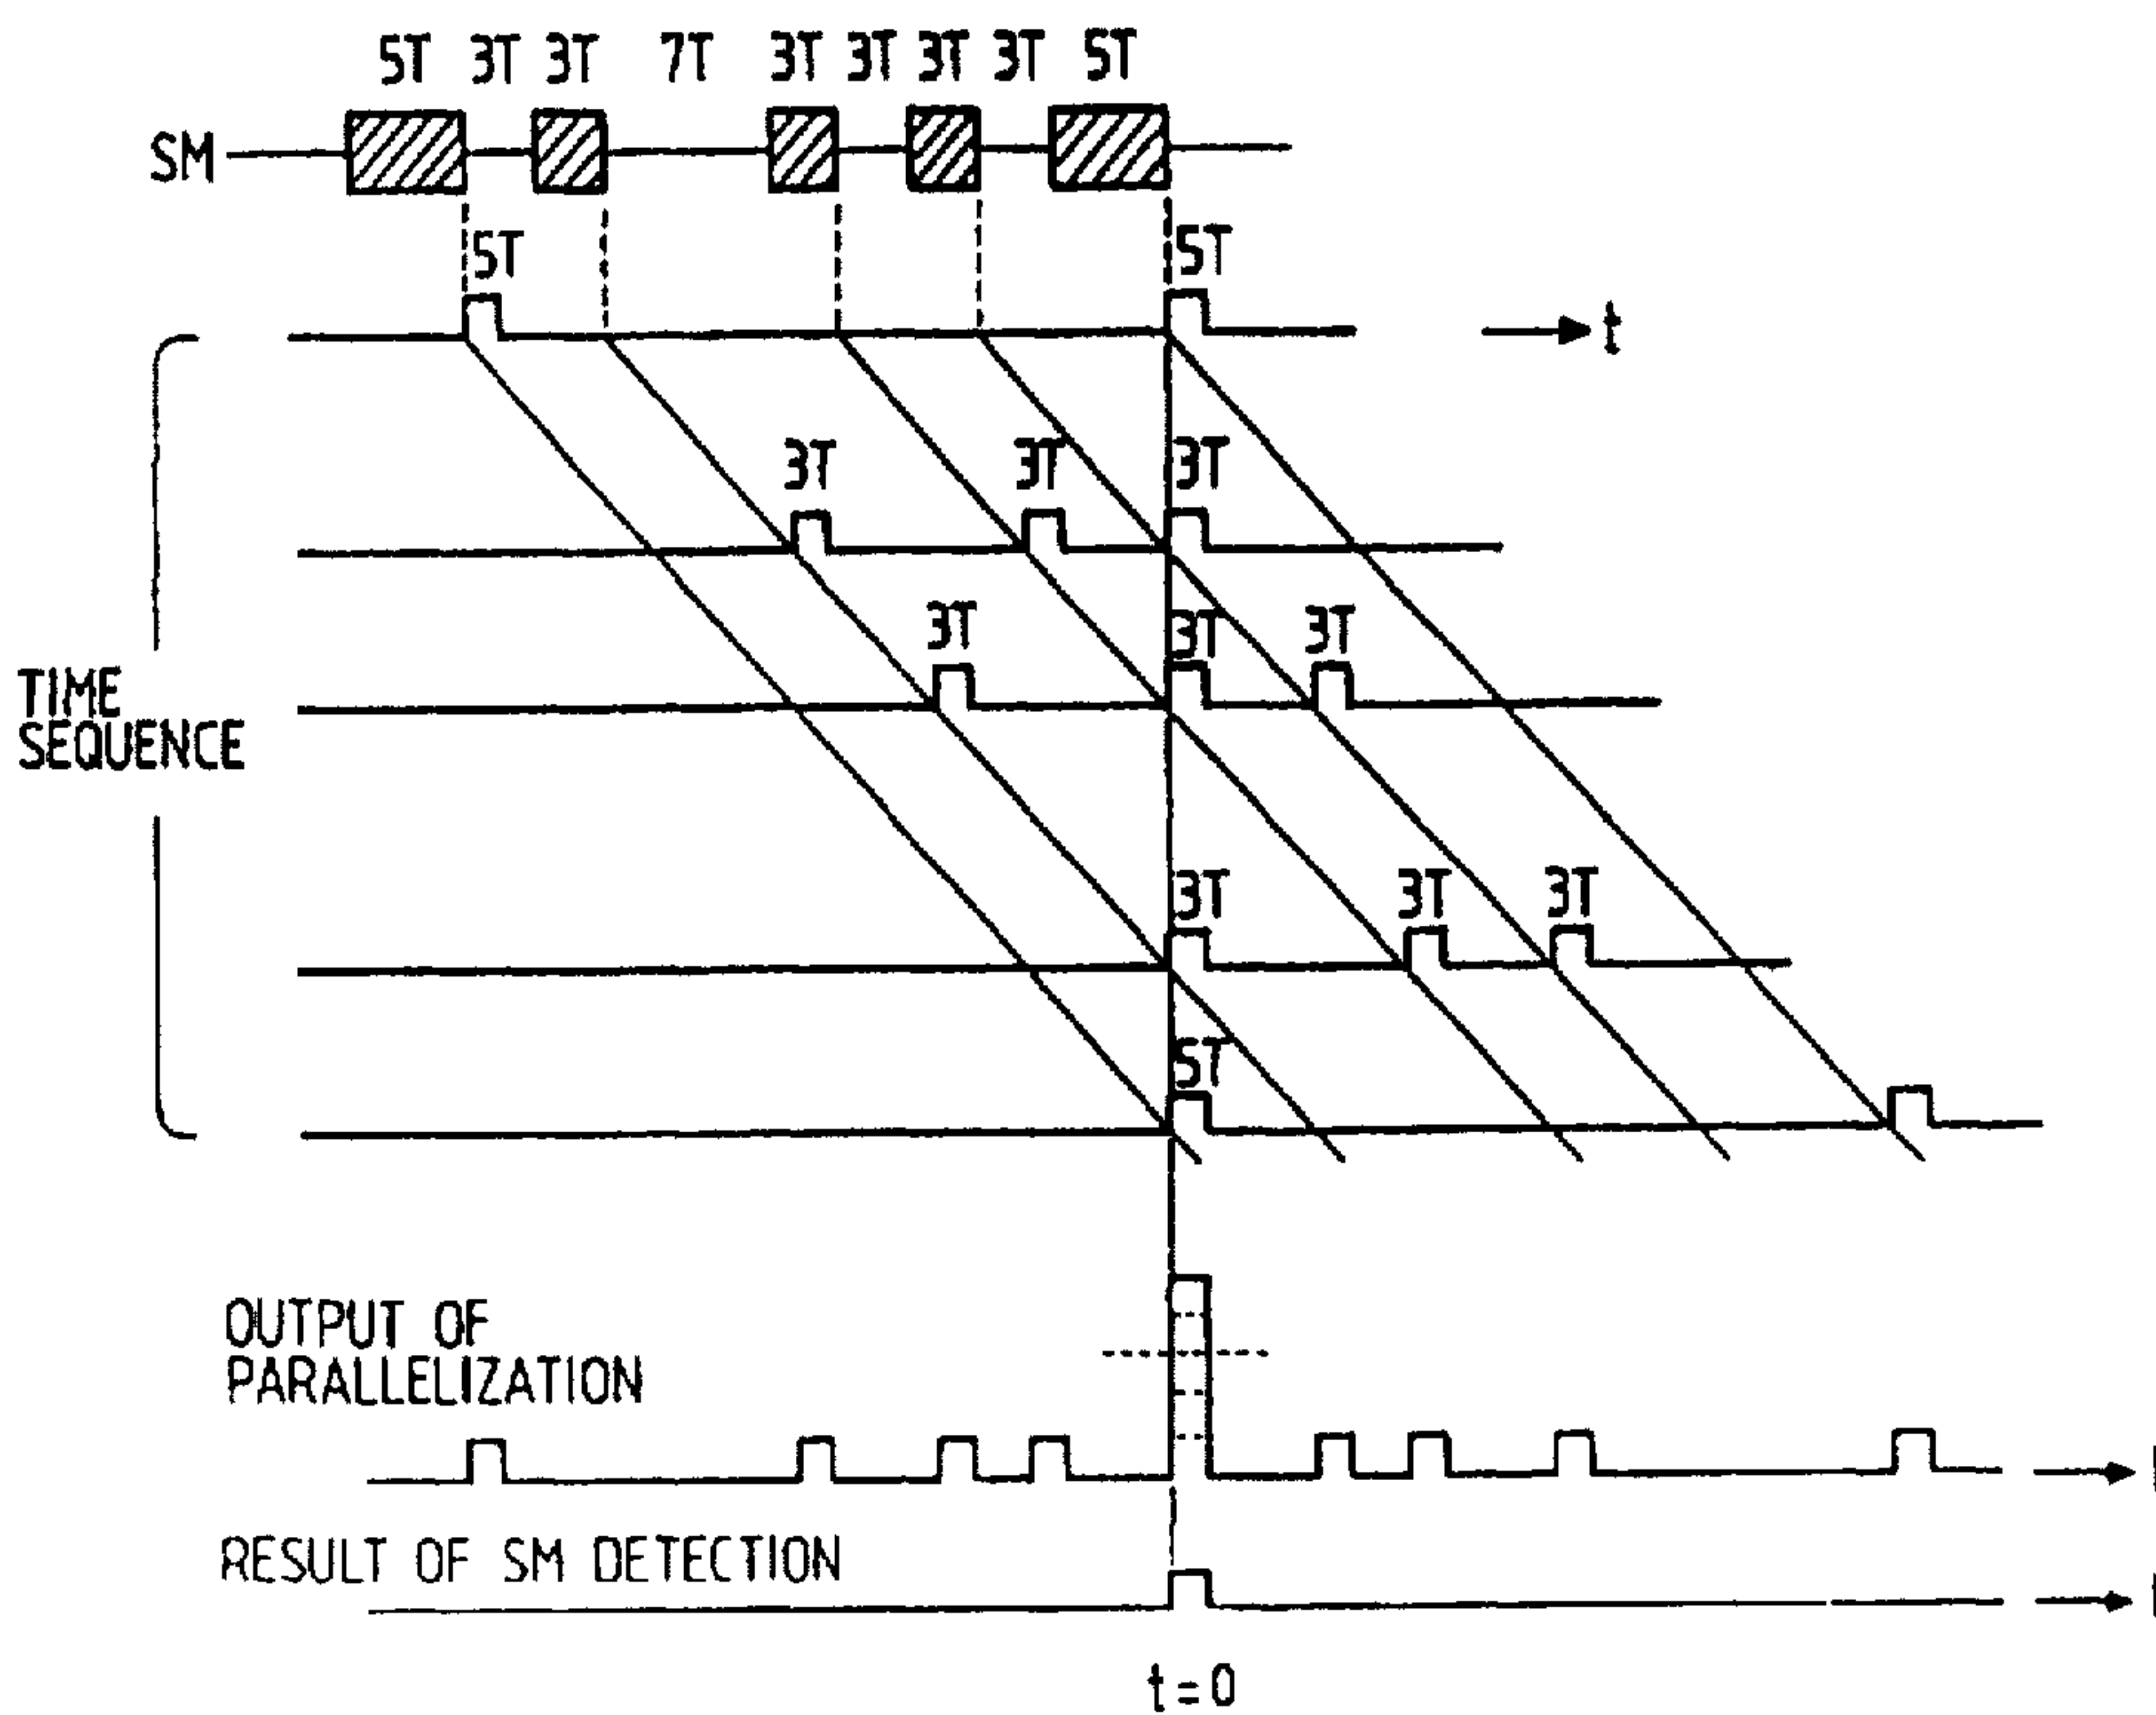 5T 3T 3T 7T 3T 3T 3T 3T 5T
SM
5T 5T
t
3T 3T 3T
3T 3T 3T
TIME
SEQUENCE
3T 3T 3T
5T
OUTPUT OF
PARALLELIZATION
RESULT OF SM DETECTION
t=0